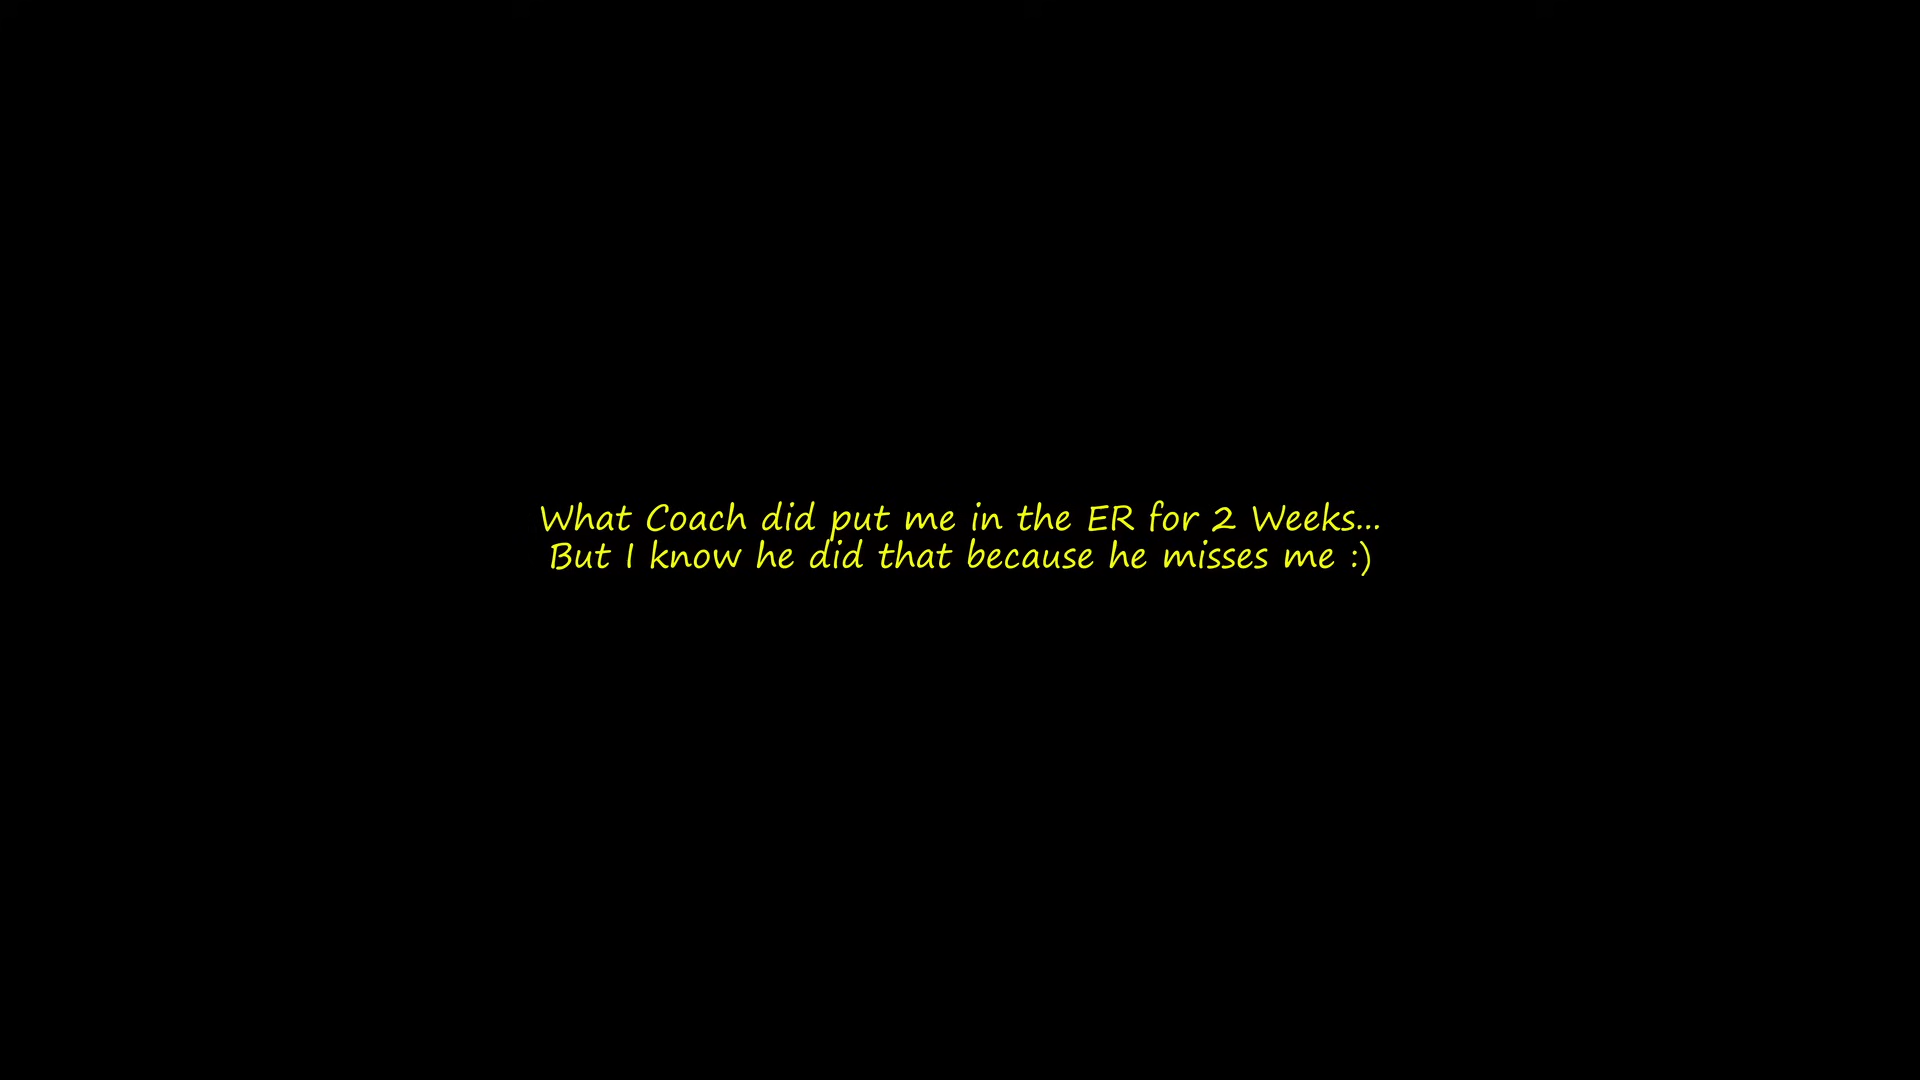 What Coach did put me in the ER for 2 Weeks...
But I know he did that because he misses me :)